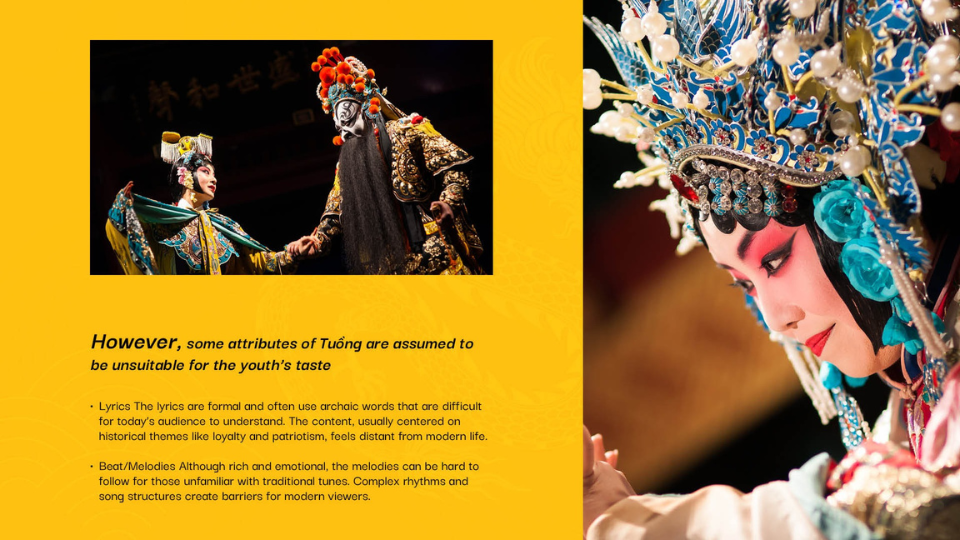 盛世和聲
However, some attributes of Tuồng are assumed to
be unsuitable for the youth's taste
• Lyrics The lyrics are formal and often use archaic words that are difficult
for today's audience to understand. The content, usually centered on
historical themes like loyalty and patriotism, feels distant from modern life.
• Beat/Melodies Although rich and emotional, the melodies can be hard to
follow for those unfamiliar with traditional tunes. Complex rhythms and
song structures create barriers for modern viewers.